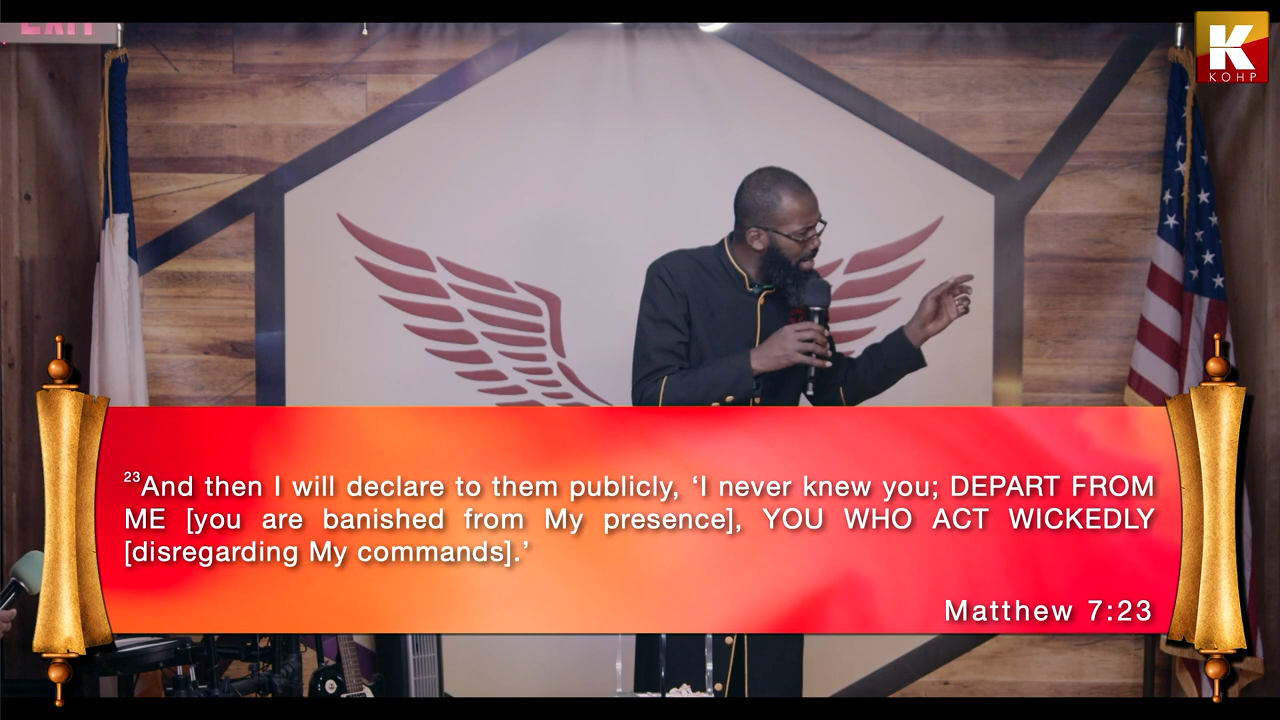 EXIT
K
KOHP
23And then I will declare to them publicly, ‘I never knew you; DEPART FROM
ME [you are banished from My presence], YOU WHO ACT WICKEDLY
[disregarding My commands].’
Matthew 7:23